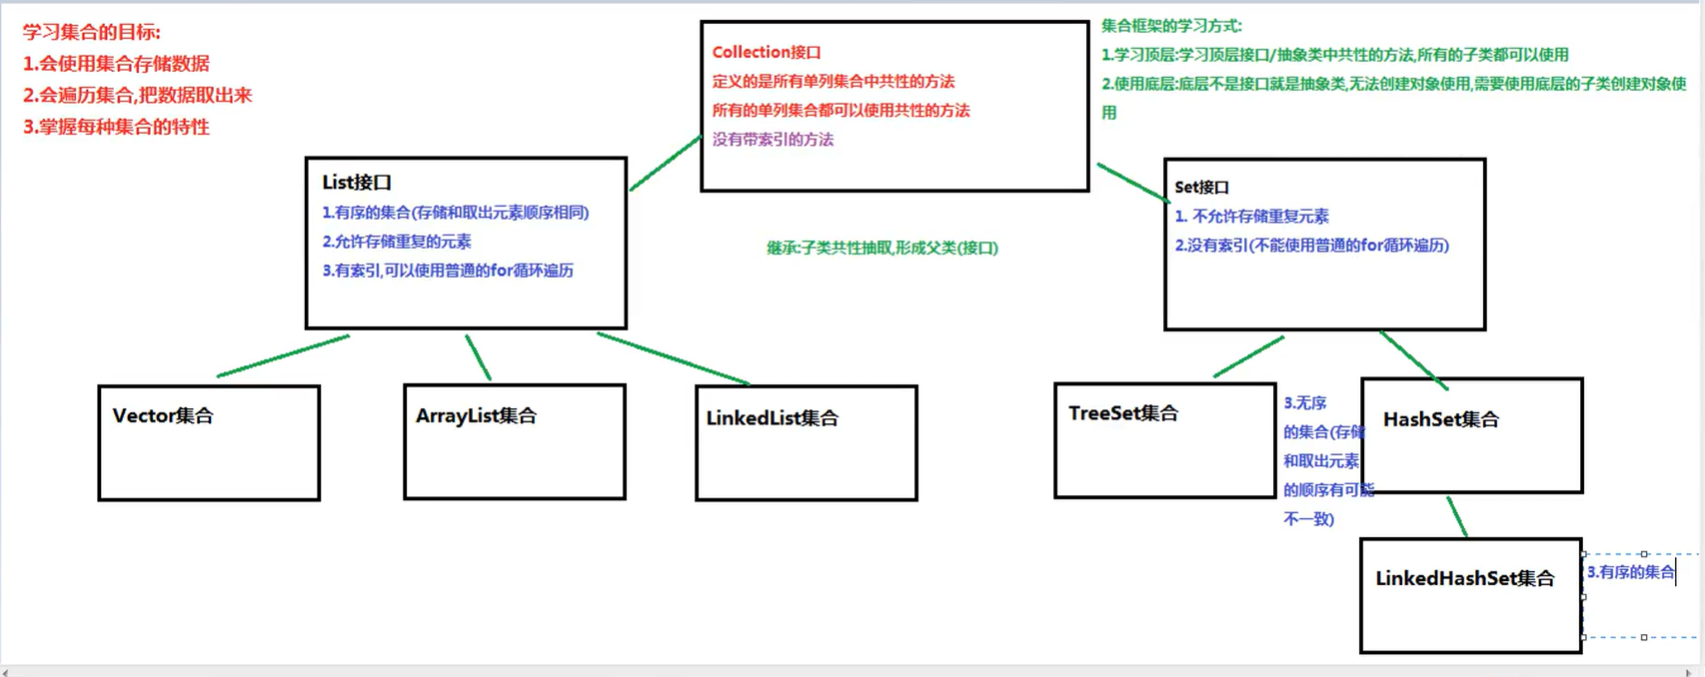 学习集合的目标:
1.会使用集合存储数据
2.会遍历集合,把数据取出来
3.掌握每种集合的特性
Collection接口
定义的是所有单列集合中共性的方法
所有的单列集合都可以使用共性的方法
没有带索引的方法
集合框架的学习方式:
1.学习顶层:学习顶层接口/抽象类中共性的方法,所有的子类都可以使用
2.使用底层:底层不是接口就是抽象类,无法创建对象使用,需要使用底层的子类创建对象使
用
List接口
1.有序的集合(存储和取出元素顺序相同)
2.允许存储重复的元素
3.有索引,可以使用普通的for循环遍历
继承:子类共性抽取,形成父类(接口)
Set接口
1. 不允许存储重复元素
2.没有索引(不能使用普通的for循环遍历)
Vector集合
ArrayList集合
LinkedList集合
TreeSet集合
3.无序
的集合(存储
和取出元素
的顺序有可能
不一致)
HashSet集合
LinkedHashSet集合
3.有序的集合